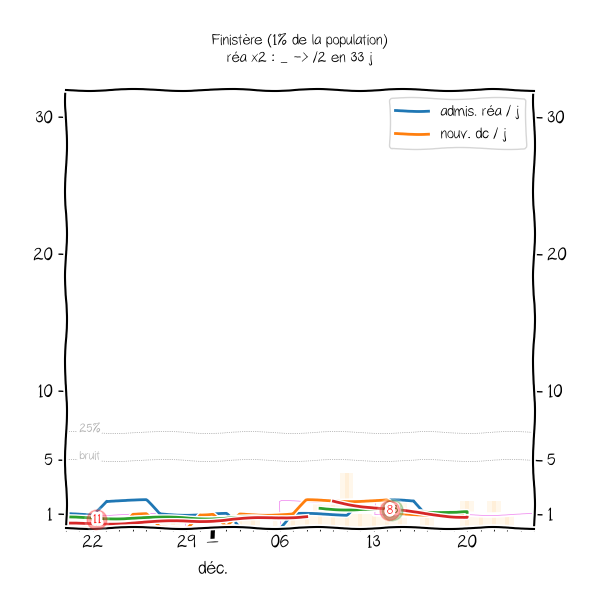 Finistère (1% de la population)
réa x2 : _ -> /2 en 33 j
admis. réa / j
nouv. dc / j
30 30
20 20
10 10
25%
5 bruit 5
1 11 8 1
22 29 06 13 20
déc.